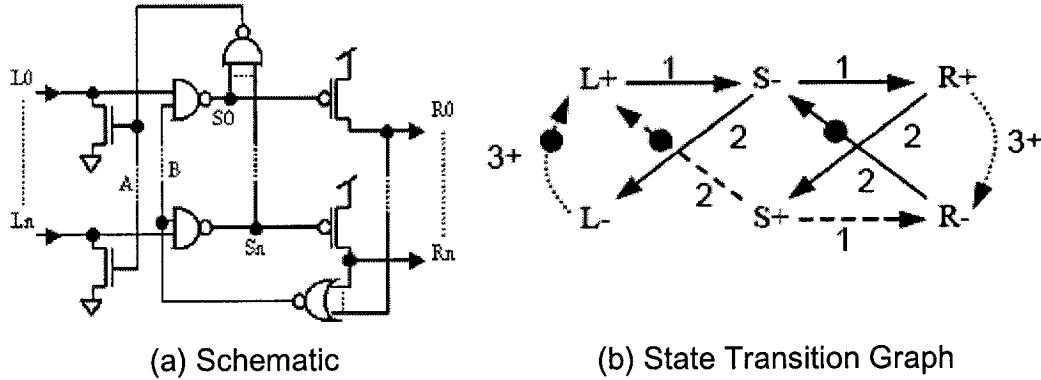 L0
S0
R0
A
B
Ln
Sn
Rn
(a) Schematic
L+ 1 S- 1 R+
3+ 2 2 3+
2 2
L- S+ 1 R-
(b) State Transition Graph